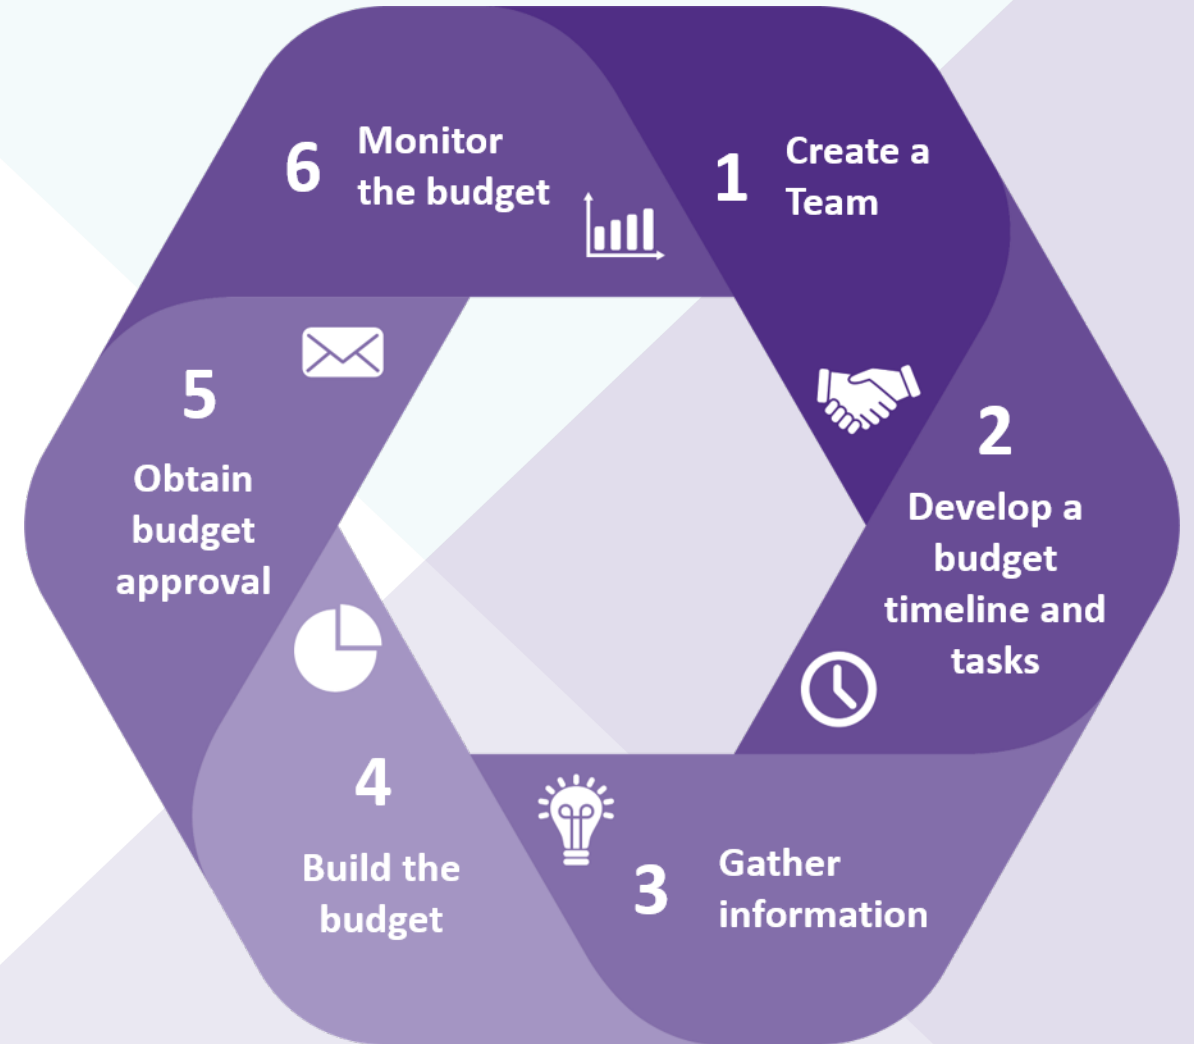 1
Create a
Team
2
Develop a
budget
timeline and
tasks
3
Gather
information
4
Build the
budget
5
Obtain
budget
approval
6
Monitor
the budget